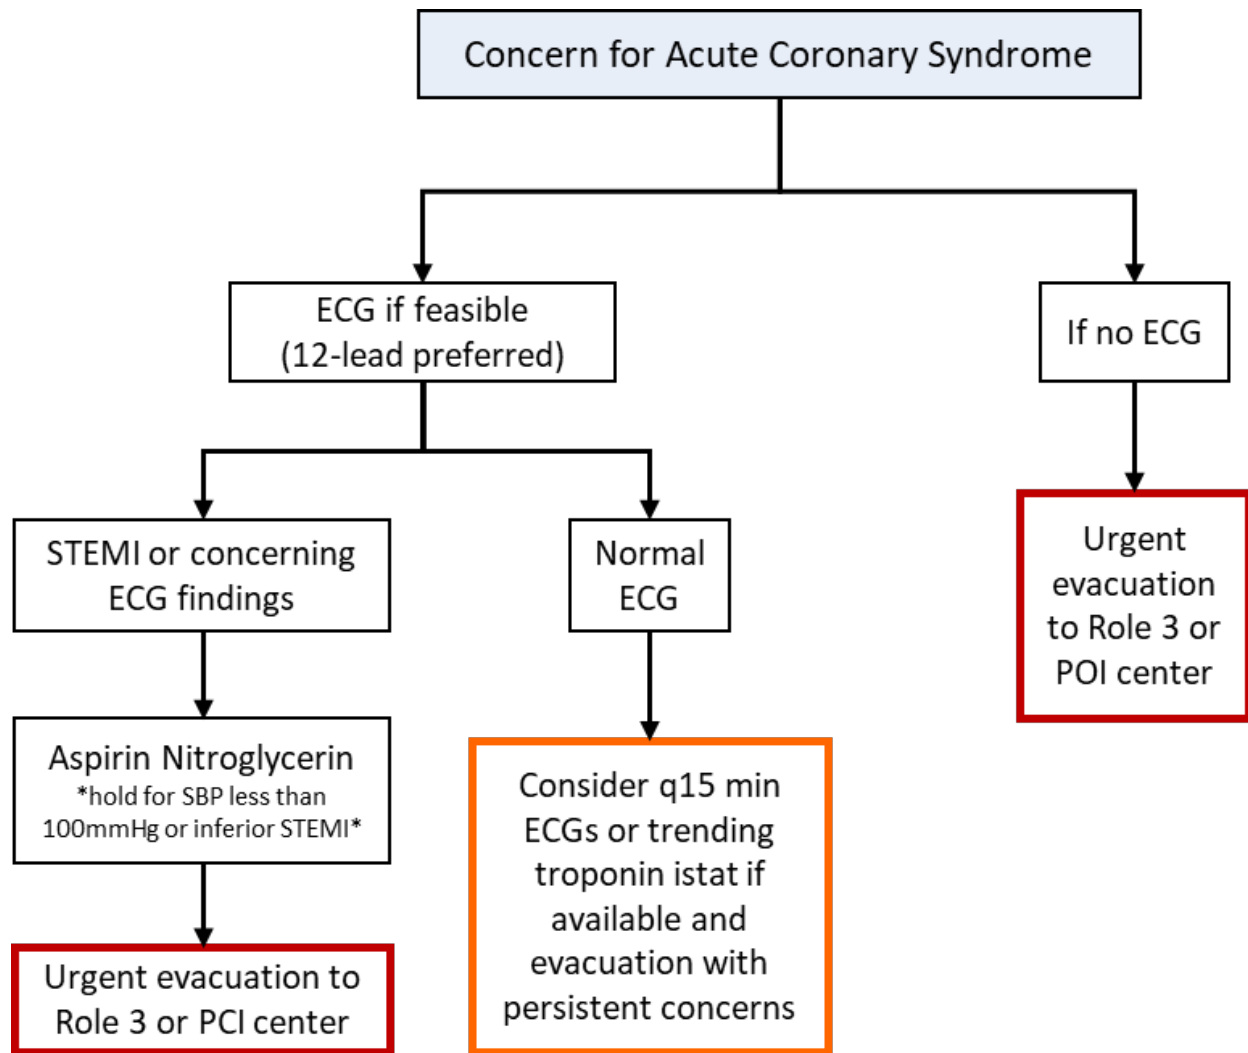 Concern for Acute Coronary Syndrome
ECG if feasible
(12-lead preferred)
If no ECG
STEMI or concerning
ECG findings
Normal
ECG
Urgent
evacuation
to Role 3 or
POI center
Aspirin Nitroglycerin
*hold for SBP less than
100mmHg or inferior STEMI*
Consider q15 min
ECGs or trending
troponin istat if
available and
evacuation with
persistent concerns
Urgent evacuation to
Role 3 or PCI center